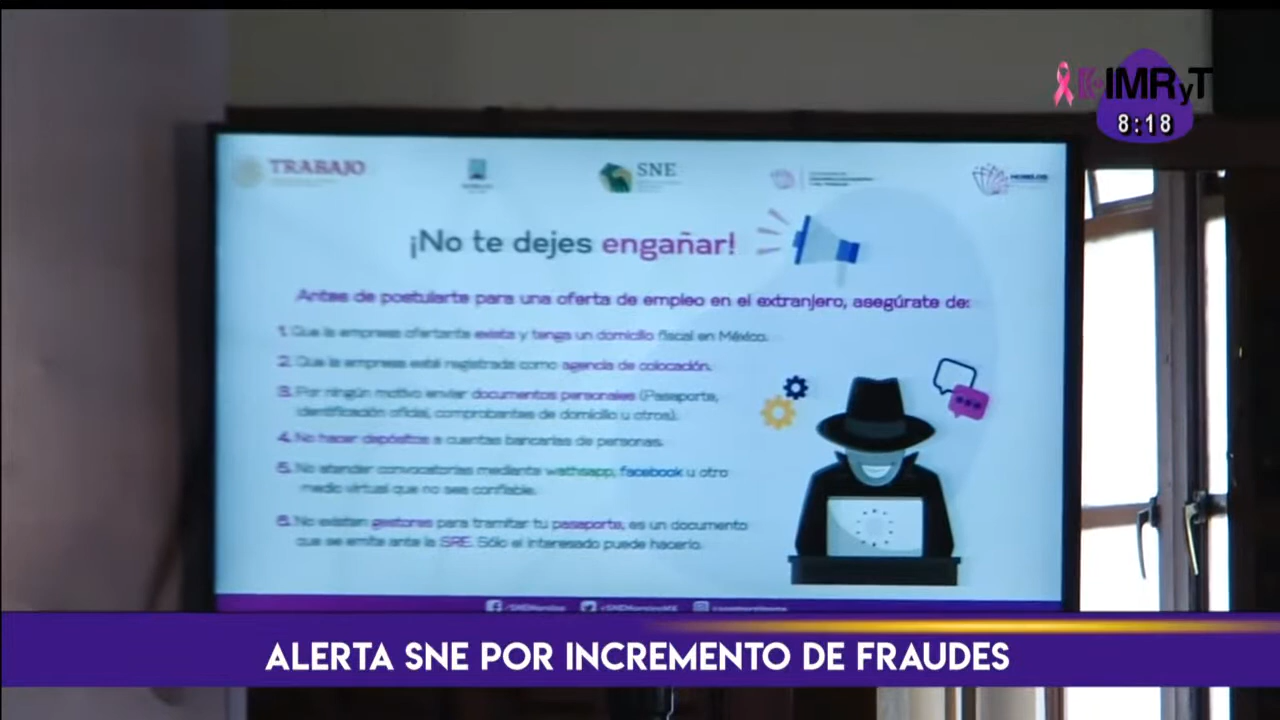 IMRyT
8:18
TRABAJO
SNE
MORELOS
¡No te dejes engañar!
Antes de postularte para una oferta de empleo en el extranjero, asegúrate de:
1. Que la empresa ofertante exista y tenga un domicilio fiscal en México.
2. Que la empresa esté registrada como agencia de colocación.
3. Por ningún motivo enviar documentos personales (Pasaporte,
identificación oficial, comprobantes de domicilio u otros).
4. No hacer depósitos a cuentas bancarias de personas.
5. No atender convocatorias mediante wathsapp, facebook u otro
medio virtual que no sea confiable.
6. No existen gestores para tramitar tu pasaporte, es un documento
que se emite ante la SRE. Sólo el interesado puede hacerlo.
/SNEMorelos
ALERTA SNE POR INCREMENTO DE FRAUDES